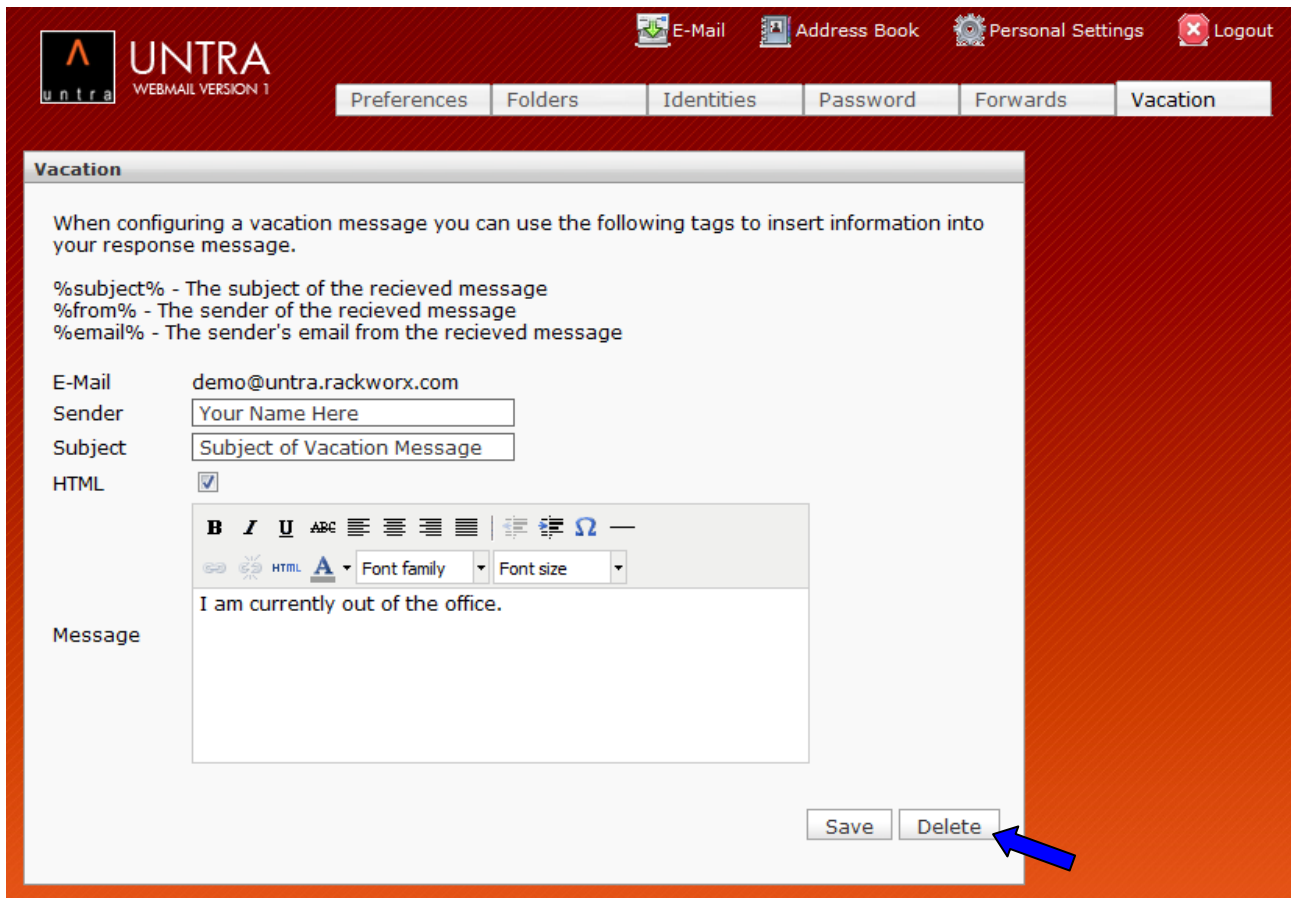 E-Mail Address Book Personal Settings Logout
Λ UNTRA
untra WEBMAIL VERSION 1
Preferences Folders Identities Password Forwards Vacation
Vacation
When configuring a vacation message you can use the following tags to insert information into
your response message.
%subject% - The subject of the recieved message
%from% - The sender of the recieved message
%email% - The sender's email from the recieved message
E-Mail demo@untra.rackworx.com
Sender Your Name Here
Subject Subject of Vacation Message
HTML
B I U ABC Ω
HTML A Font family Font size
I am currently out of the office.
Message
Save Delete